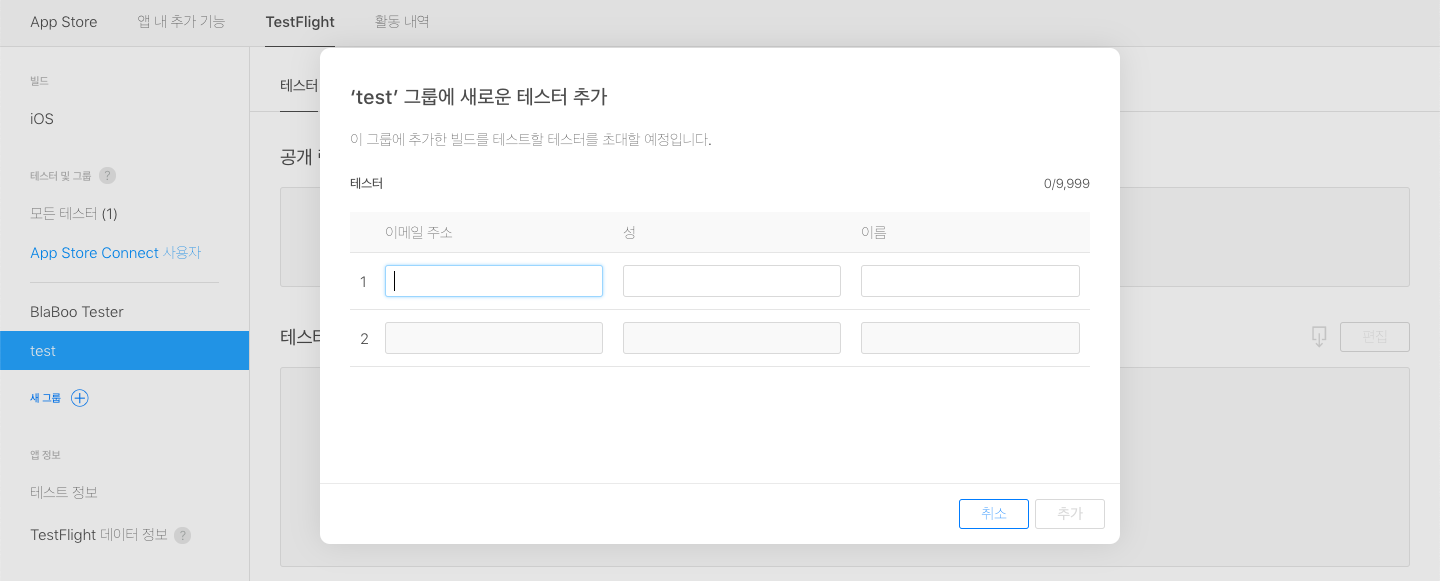 App Store 앱 내 추가 기능 TestFlight 활동 내역
빌드
iOS
테스터 및 그룹 ?
모든 테스터 (1)
App Store Connect 사용자
BlaBoo Tester
test
새 그룹
앱 정보
테스트 정보
TestFlight 데이터 정보 ?
테스터
공개
편집
‘test’ 그룹에 새로운 테스터 추가
이 그룹에 추가한 빌드를 테스트할 테스터를 초대할 예정입니다.
테스터 0/9,999
이메일 주소 성 이름
1
2
취소 추가